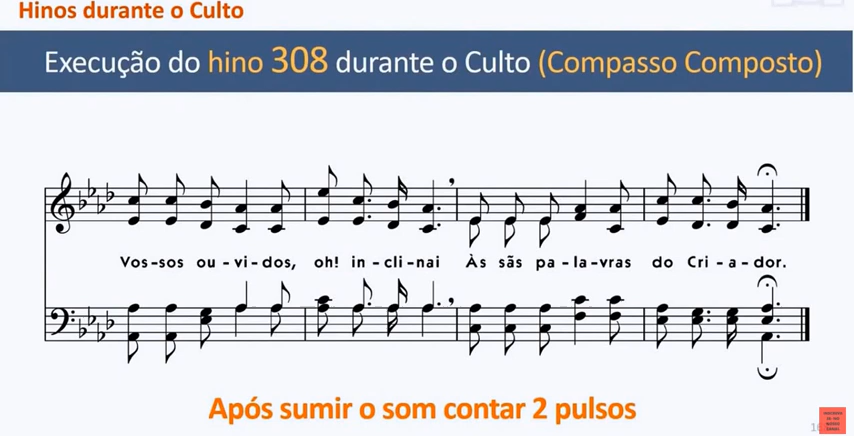 Hinos durante o Culto
Execução do hino 308 durante o Culto (Compasso Composto)
Vos-sos ou-vi-dos, oh! in-cli-nai Às sãs pa-la-vras do Cri-a-dor.
Após sumir o som contar 2 pulsos